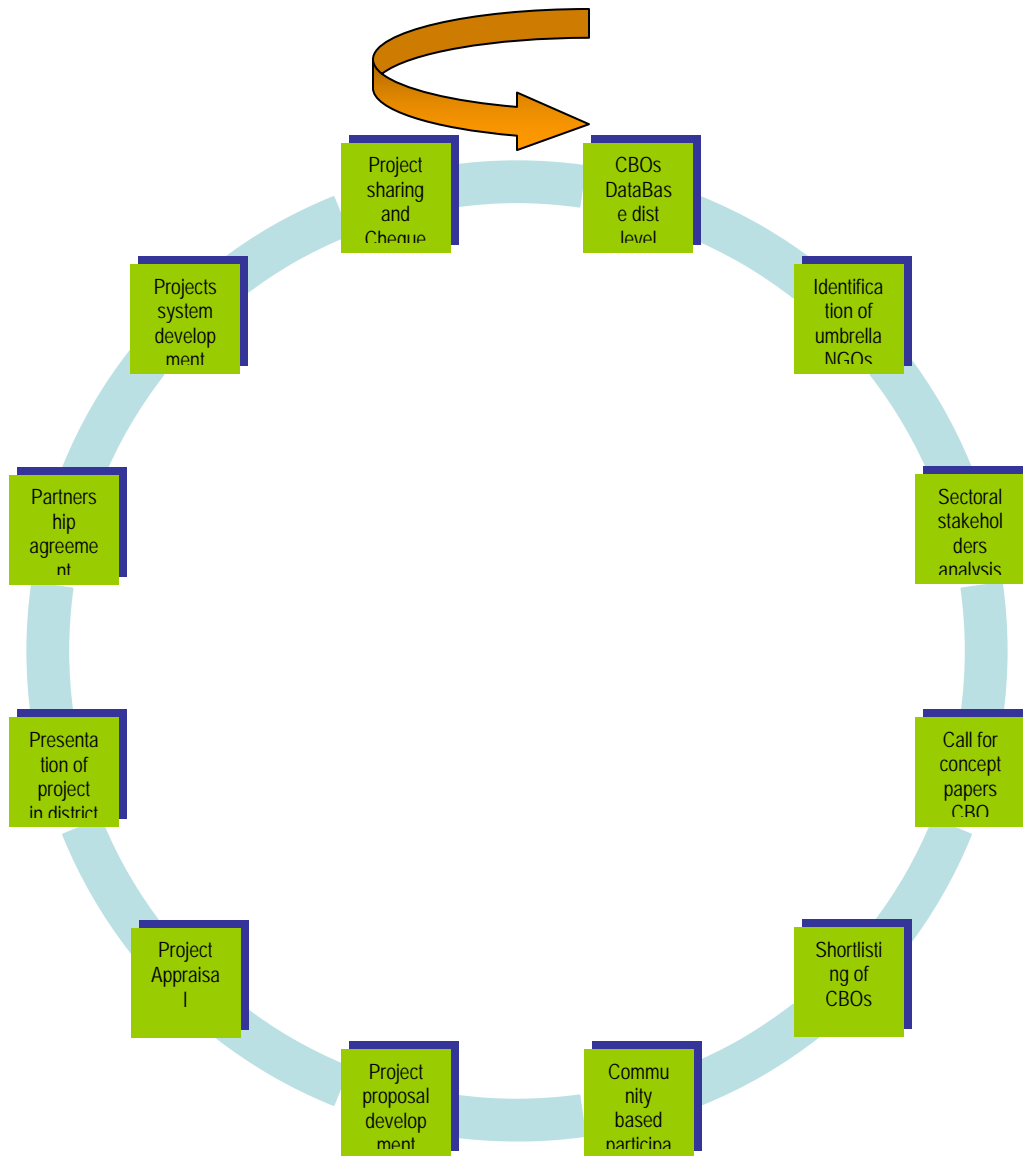 CBOs
DataBas
e dist
level
Identifica
tion of
umbrella
NGOs
Sectoral
stakehol
ders
analysis
Call for
concept
papers
CBO
Shortlisti
ng of
CBOs
Commu
nity
based
participa
Project
proposal
develop
ment
Project
Appraisa
l
Presenta
tion of
project
in district
Partners
hip
agreeme
nt
Projects
system
develop
ment
Project
sharing
and
Cheque